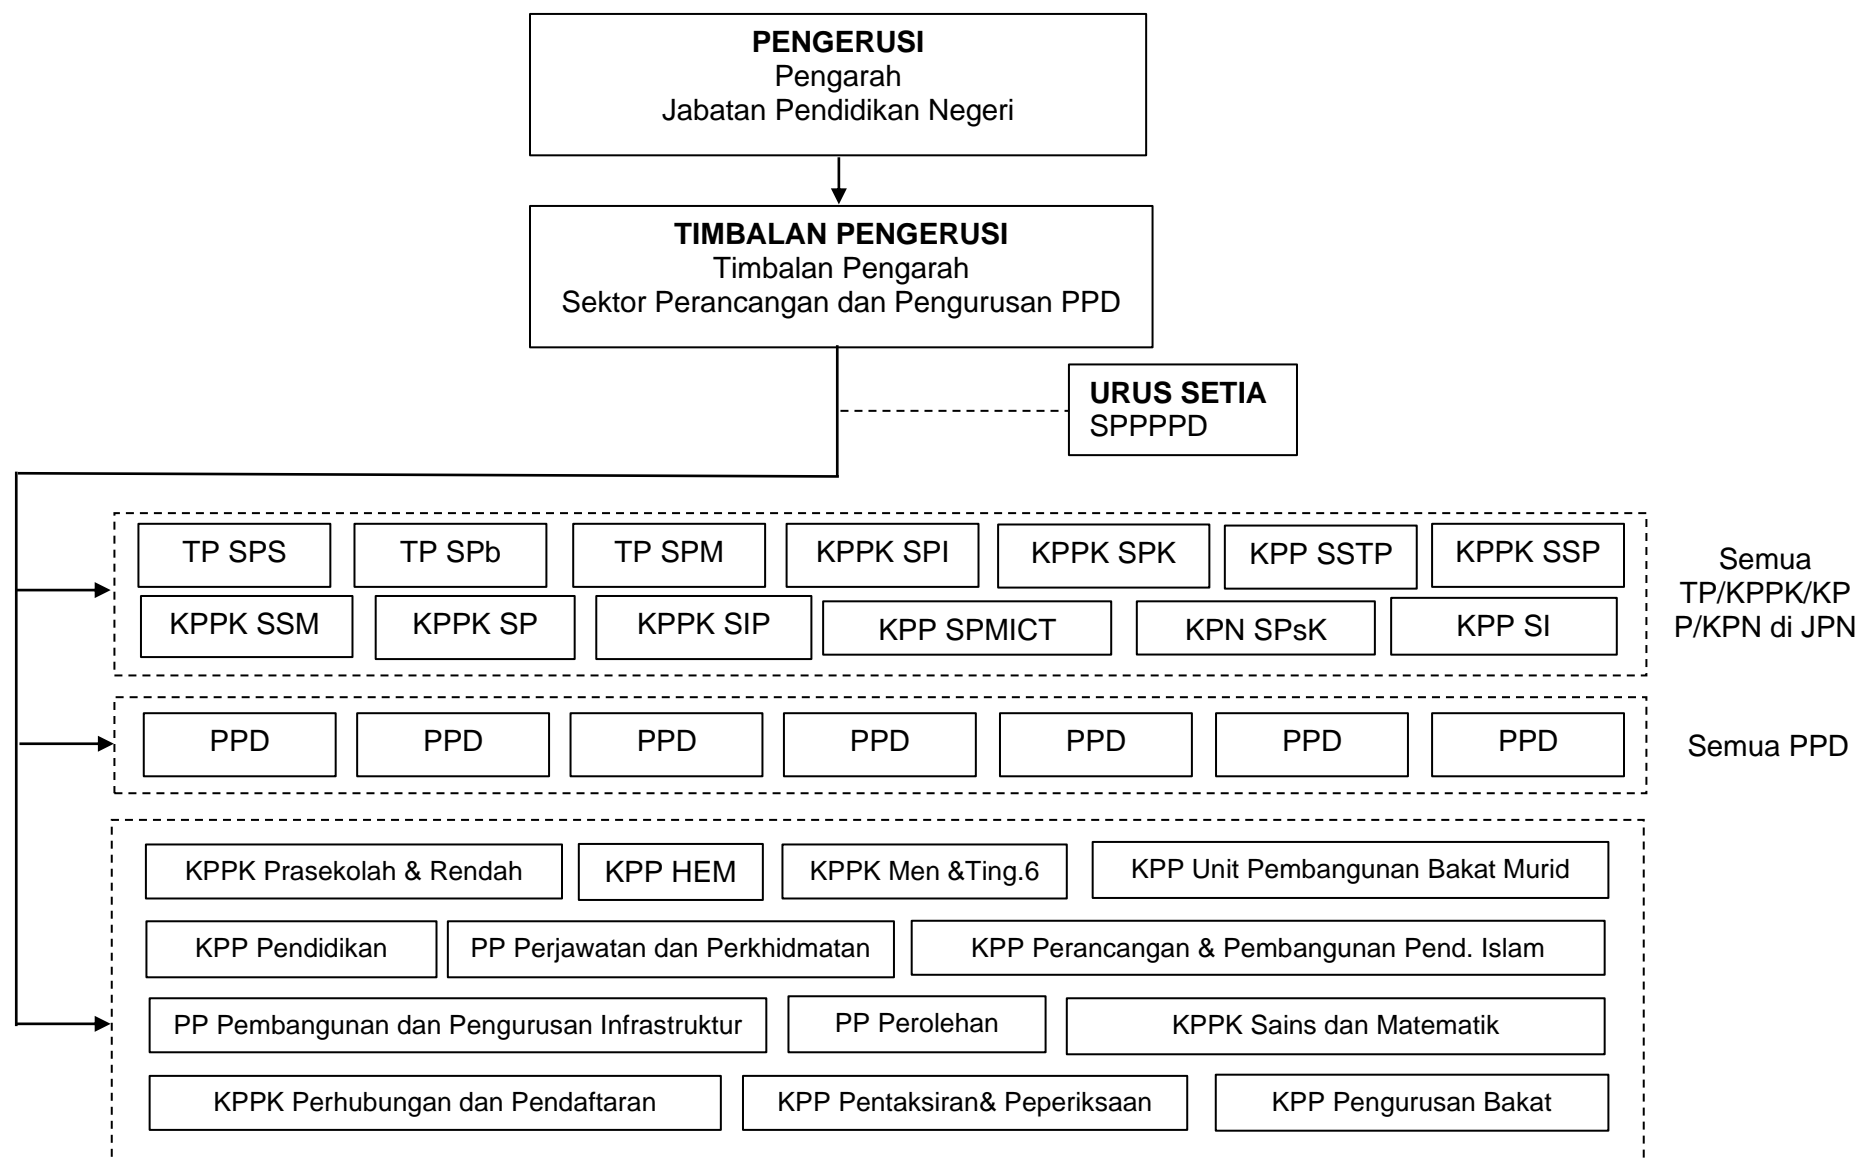 PENGERUSI
Pengarah
Jabatan Pendidikan Negeri
TIMBALAN PENGERUSI
Timbalan Pengarah
Sektor Perancangan dan Pengurusan PPD
URUS SETIA
SPPPPD
TP SPS
TP SPb
TP SPM
KPPK SPI
KPPK SPK
KPP SSTP
KPPK SSP
KPPK SSM
KPPK SP
KPPK SIP
KPP SPMICT
KPN SPsK
KPP SI
Semua
TP/KPPK/KP
P/KPN di JPN
PPD
PPD
PPD
PPD
PPD
PPD
PPD
Semua PPD
KPPK Prasekolah & Rendah
KPP HEM
KPPK Men &Ting.6
KPP Unit Pembangunan Bakat Murid
KPP Pendidikan
PP Perjawatan dan Perkhidmatan
KPP Perancangan & Pembangunan Pend. Islam
PP Pembangunan dan Pengurusan Infrastruktur
PP Perolehan
KPPK Sains dan Matematik
KPPK Perhubungan dan Pendaftaran
KPP Pentaksiran& Peperiksaan
KPP Pengurusan Bakat